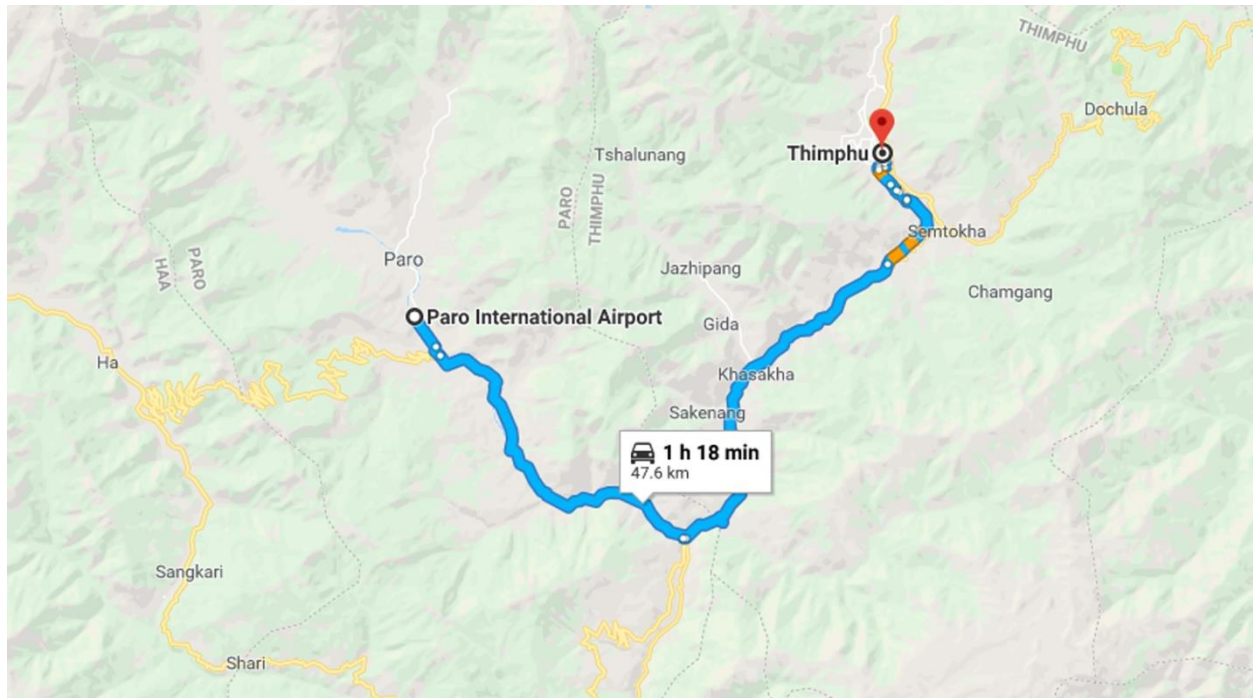 THIMPHU
Dochula
Thimphu
Tshalunang
PARO
THIMPHU
Semtokha
PARO
HAA
Paro
Jazhipang
Chamgang
Paro International Airport
Gida
Ha
Khasakha
Sakenang
1 h 18 min
47.6 km
Sangkari
Shari